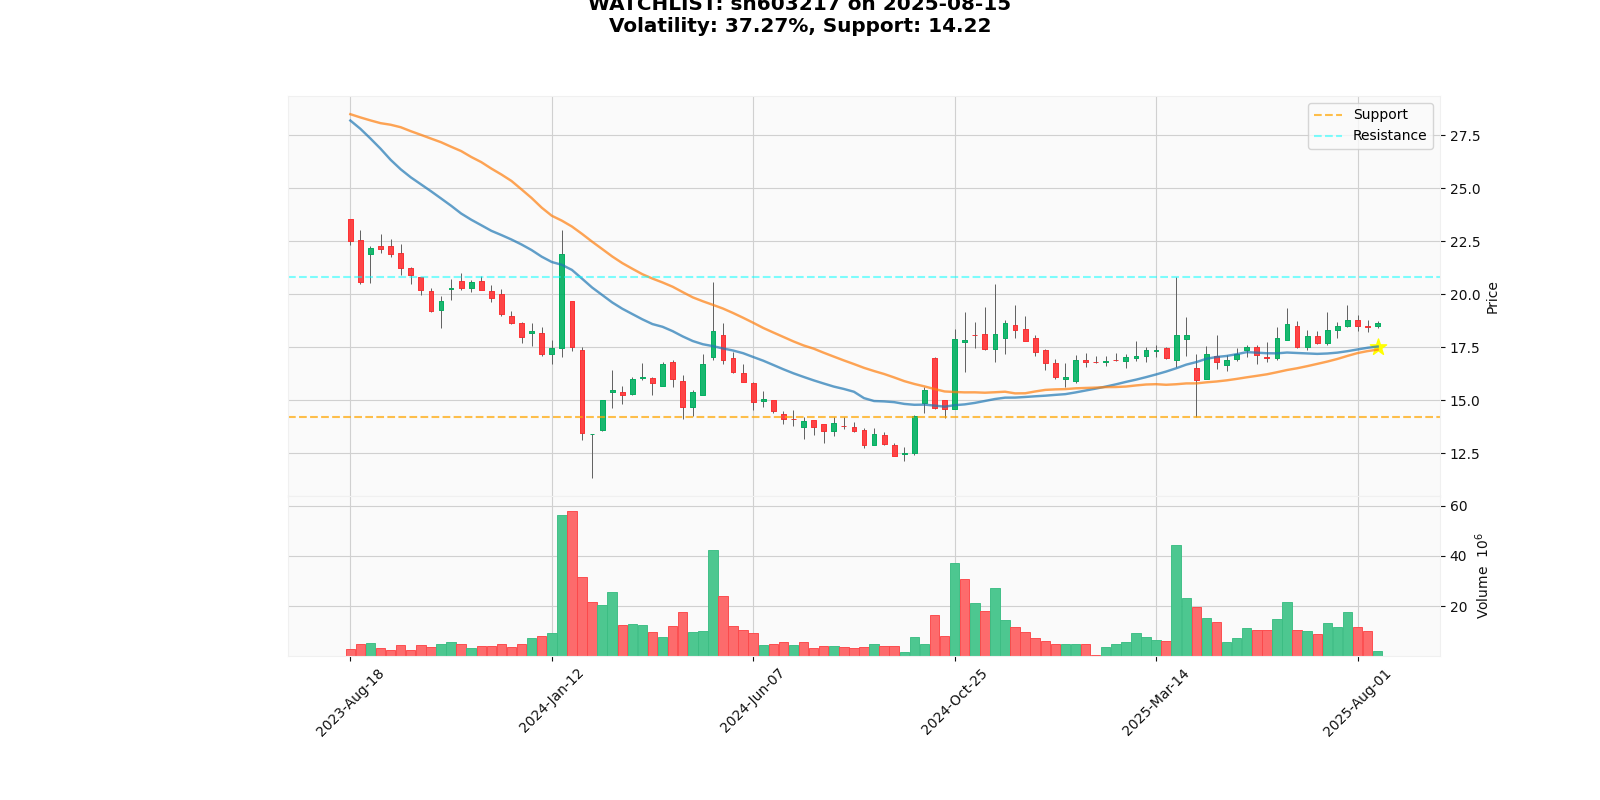 WATCHLIST: sh603217 on 2025-08-15
Volatility: 37.27%, Support: 14.22
Support
Resistance
27.5
25.0
22.5
20.0
17.5
15.0
12.5
Price
60
40
20
Volume 10⁶
2023-Aug-18
2024-Jan-12
2024-Jun-07
2024-Oct-25
2025-Mar-14
2025-Aug-01